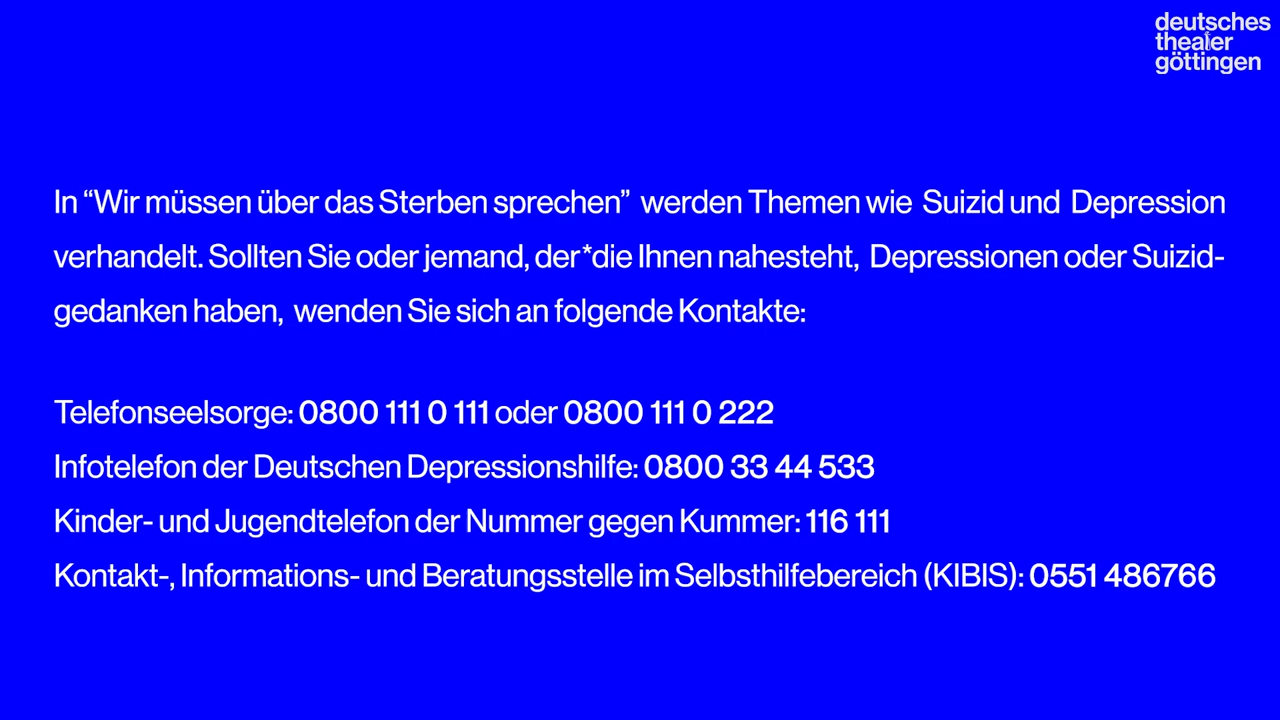 deutsches
theater
göttingen
In “Wir müssen über das Sterben sprechen” werden Themen wie Suizid und Depression
verhandelt. Sollten Sie oder jemand, der*die Ihnen nahesteht, Depressionen oder Suizid-
gedanken haben, wenden Sie sich an folgende Kontakte:
Telefonseelsorge: 0800 111 0 111 oder 0800 111 0 222
Infotelefon der Deutschen Depressionshilfe: 0800 33 44 533
Kinder- und Jugendtelefon der Nummer gegen Kummer: 116 111
Kontakt-, Informations- und Beratungsstelle im Selbsthilfebereich (KIBIS): 0551 486766